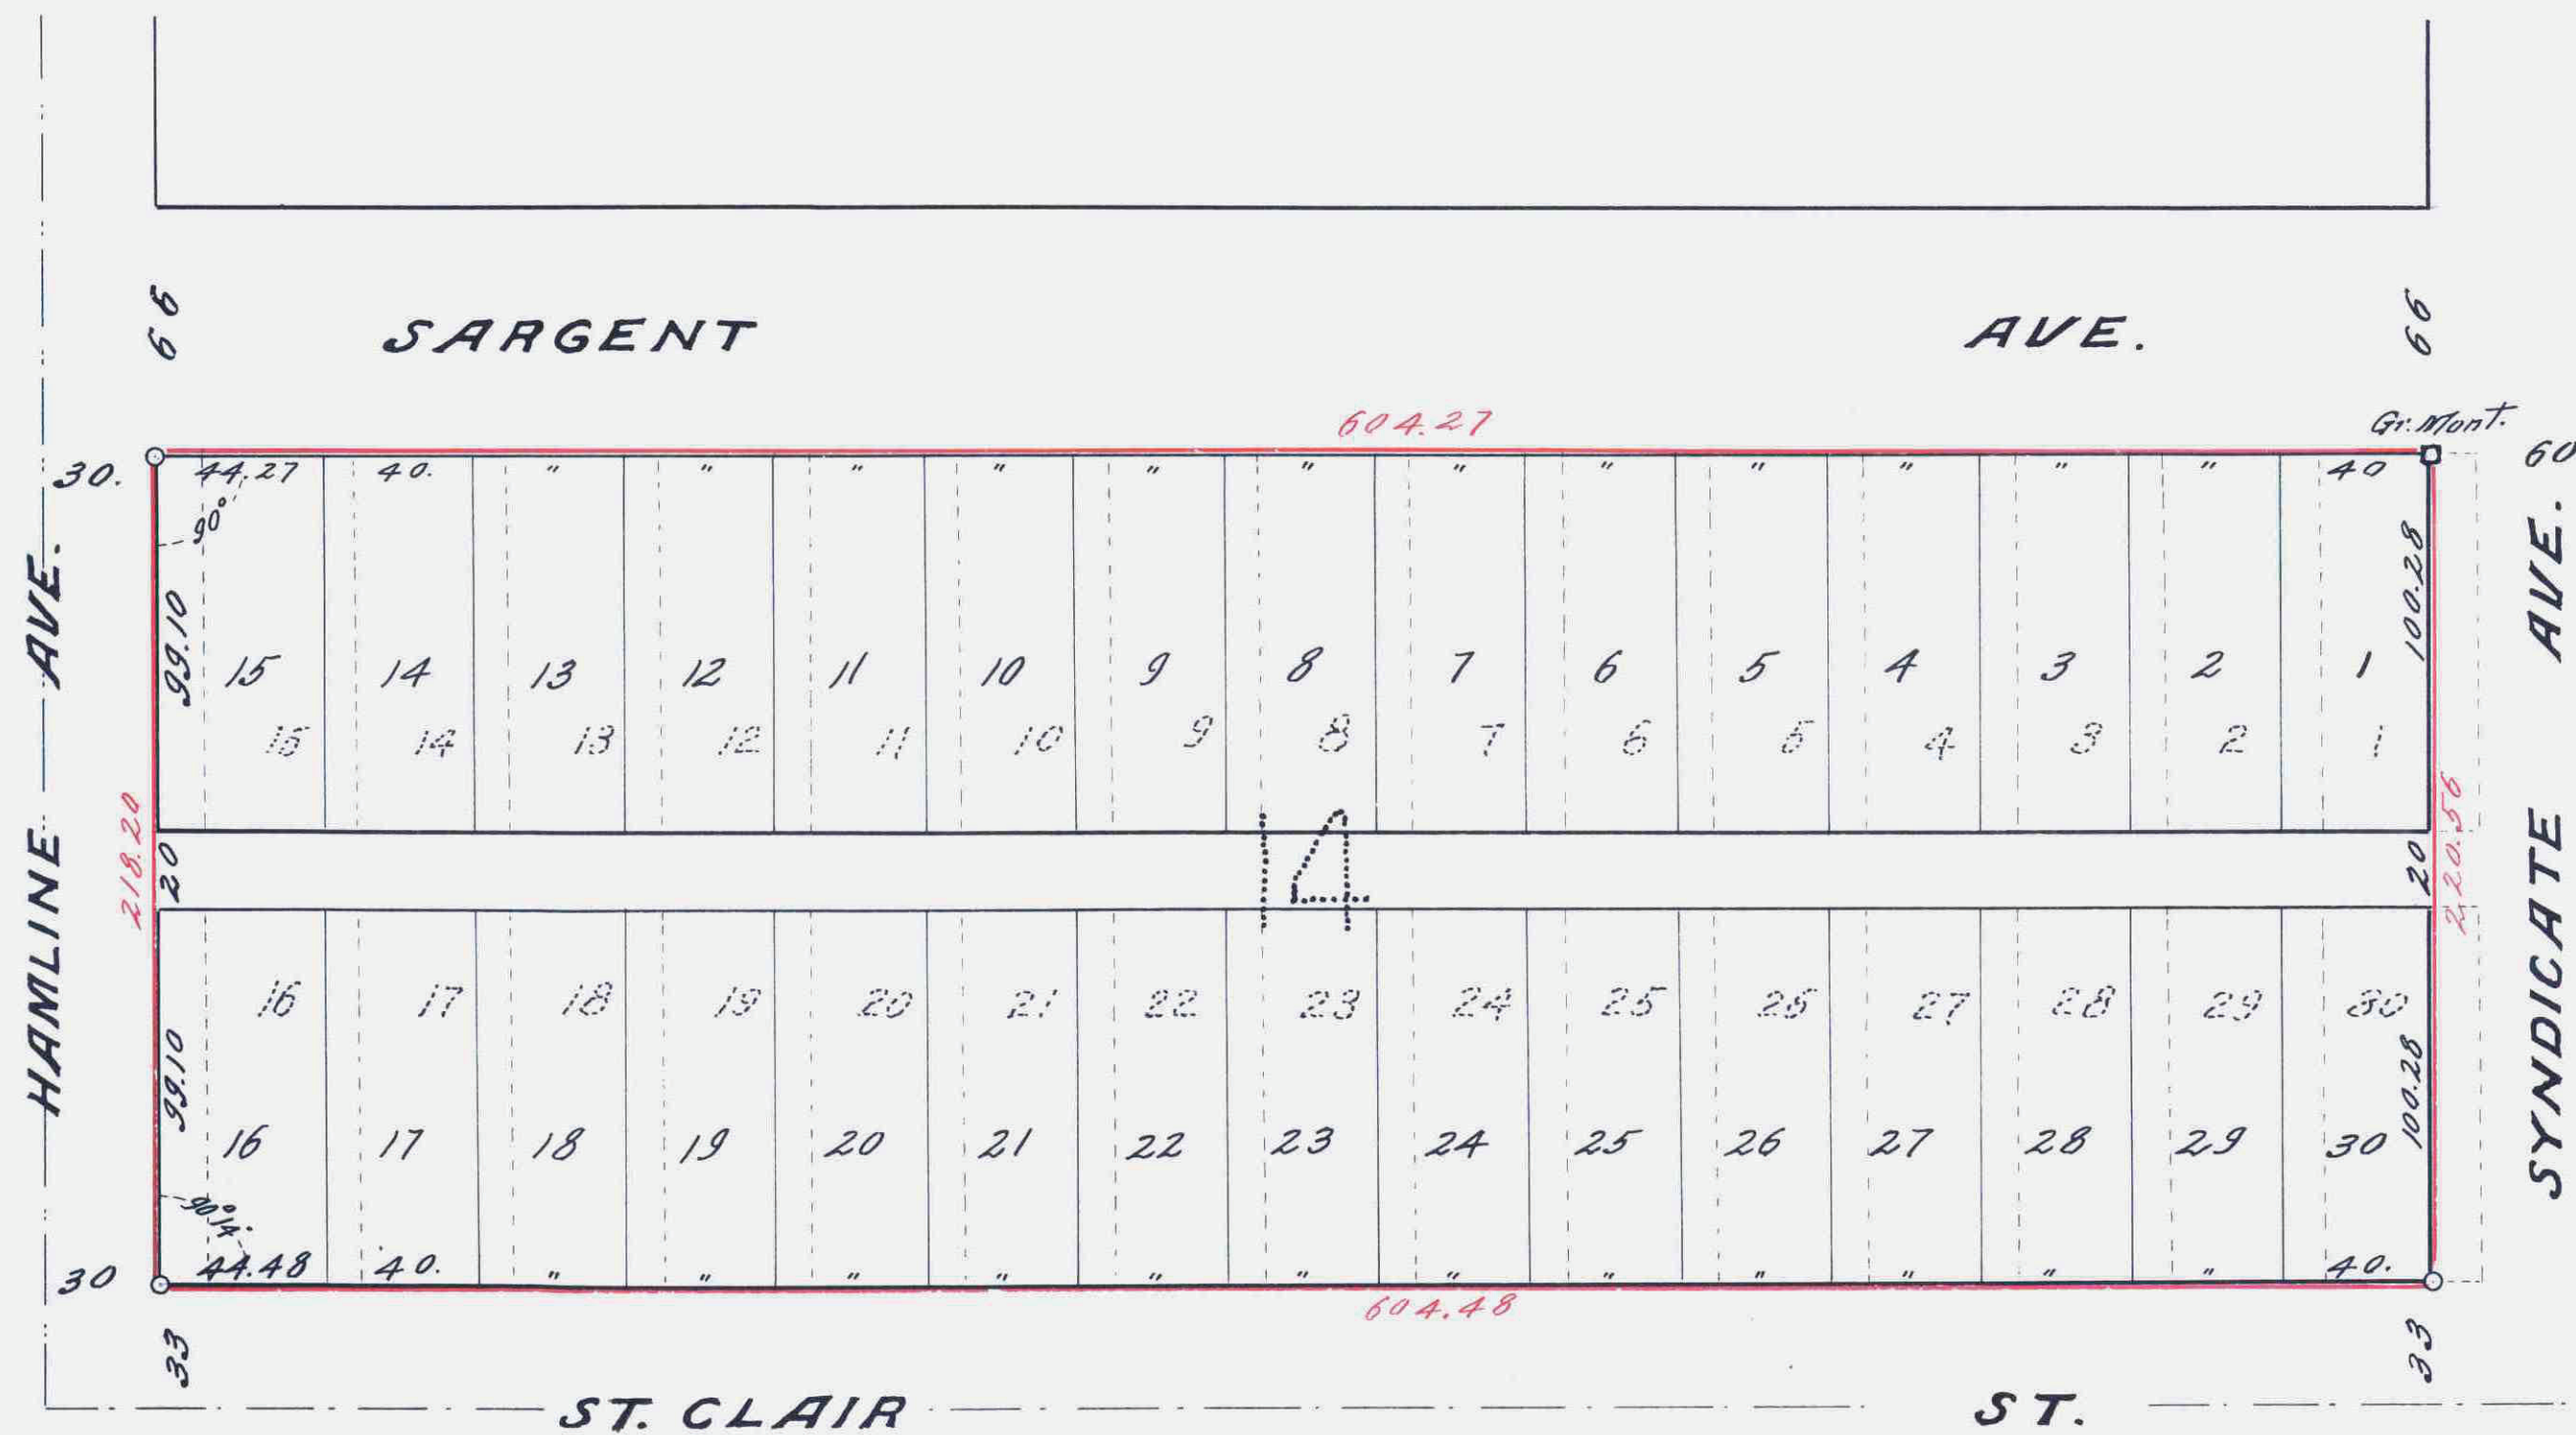 66
SARGENT AVE.
66
604.27
Gr. Mont.
30.
60
44.27 40. " " " " " " " " " " " " 40
90°
HAMLINE AVE.
SYNDICATE AVE.
99.10
100.28
15 14 13 12 11 10 9 8 7 6 5 4 3 2 1
15 14 13 12 11 10 9 8 7 6 5 4 3 2 1
218.20
20
14
20
220.56
16 17 18 19 20 21 22 23 24 25 26 27 28 29 30
99.10
100.28
16 17 18 19 20 21 22 23 24 25 26 27 28 29 30
90°14'
30
44.48 40. " " " " " " " " " " " " 40.
604.48
33
33
ST. CLAIR ST.